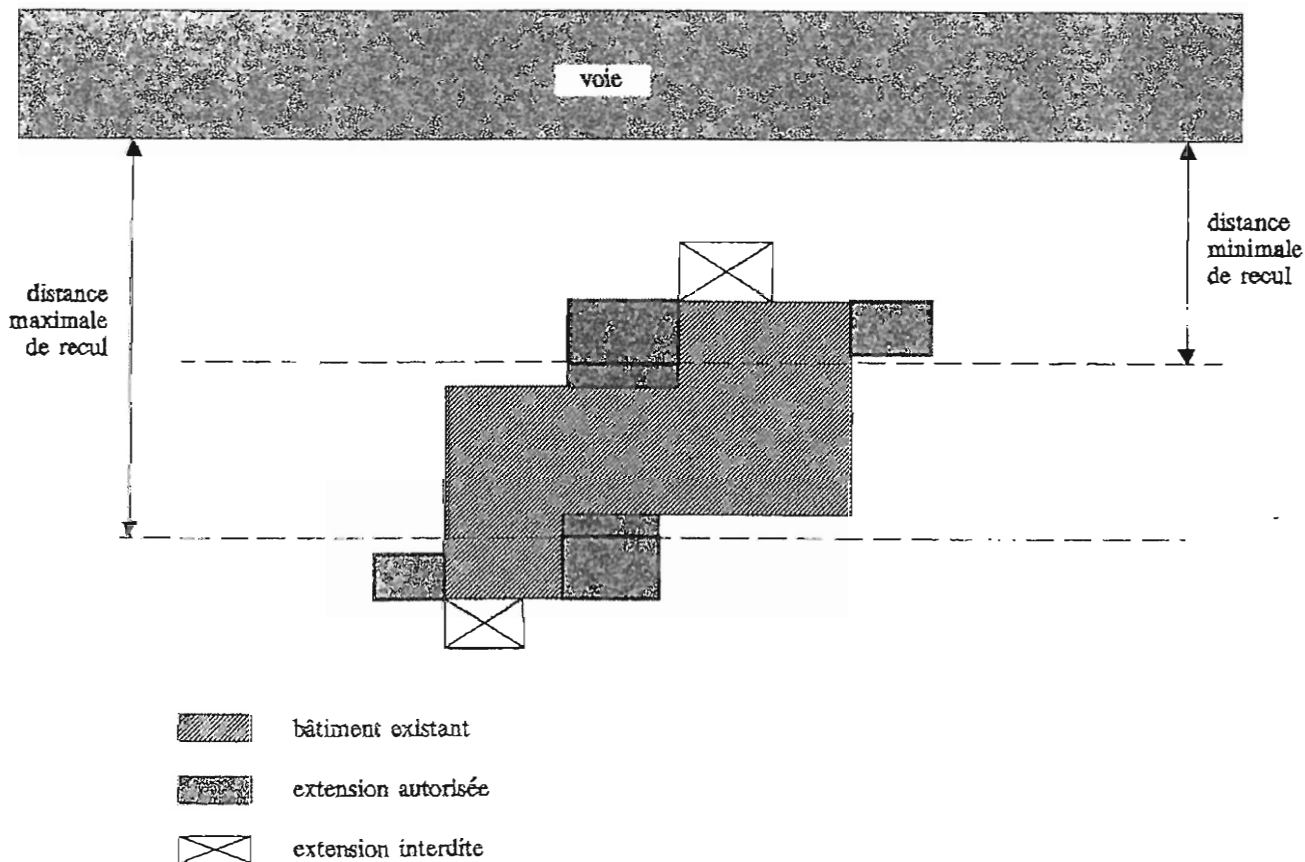 voie
distance
minimale
de recul
distance
maximale
de recul
bâtiment existant
extension autorisée
extension interdite